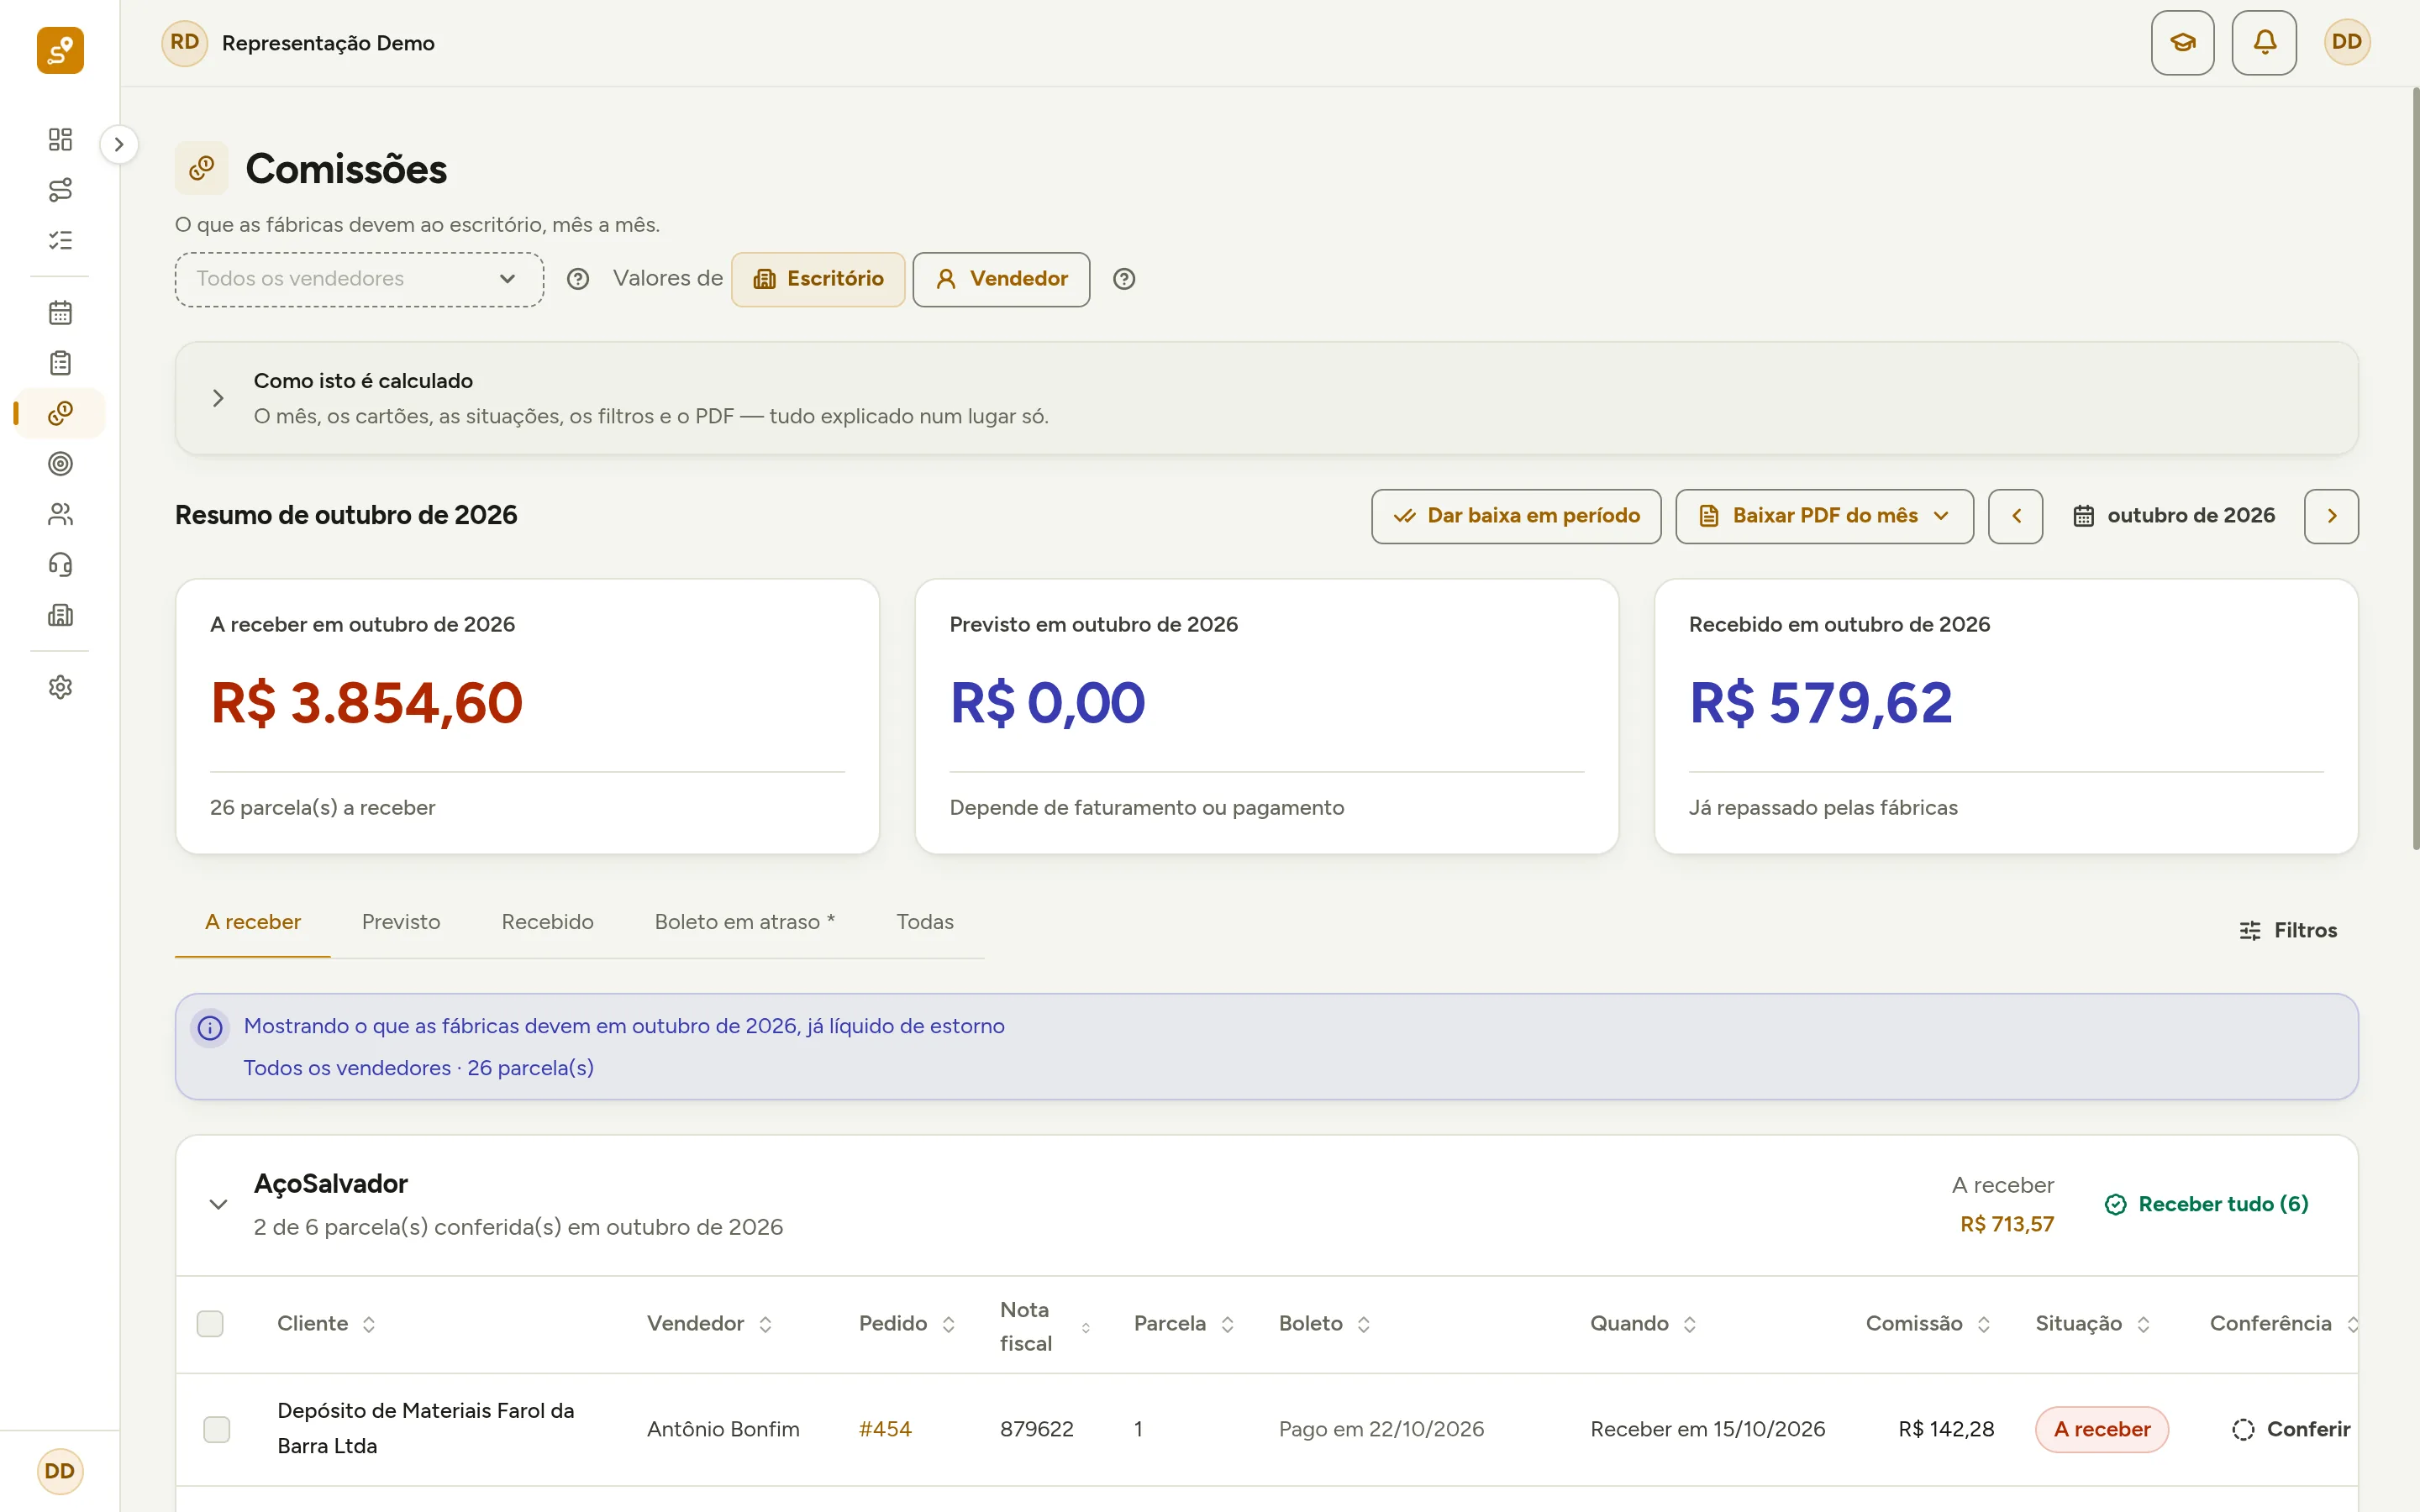 RD Representação Demo DD
Comissões
O que as fábricas devem ao escritório, mês a mês.
Todos os vendedores Valores de Escritório Vendedor
Como isto é calculado
O mês, os cartões, as situações, os filtros e o PDF — tudo explicado num lugar só.
Resumo de outubro de 2026 Dar baixa em período Baixar PDF do mês outubro de 2026
A receber em outubro de 2026
R$ 3.854,60
26 parcela(s) a receber
Previsto em outubro de 2026
R$ 0,00
Depende de faturamento ou pagamento
Recebido em outubro de 2026
R$ 579,62
Já repassado pelas fábricas
A receber Previsto Recebido Boleto em atraso * Todas Filtros
Mostrando o que as fábricas devem em outubro de 2026, já líquido de estorno
Todos os vendedores · 26 parcela(s)
AçoSalvador
2 de 6 parcela(s) conferida(s) em outubro de 2026
A receber
R$ 713,57
Receber tudo (6)
Cliente Vendedor Pedido Nota fiscal Parcela Boleto Quando Comissão Situação Conferência
Depósito de Materiais Farol da Barra Ltda Antônio Bonfim #454 879622 1 Pago em 22/10/2026 Receber em 15/10/2026 R$ 142,28 A receber Conferir
DD